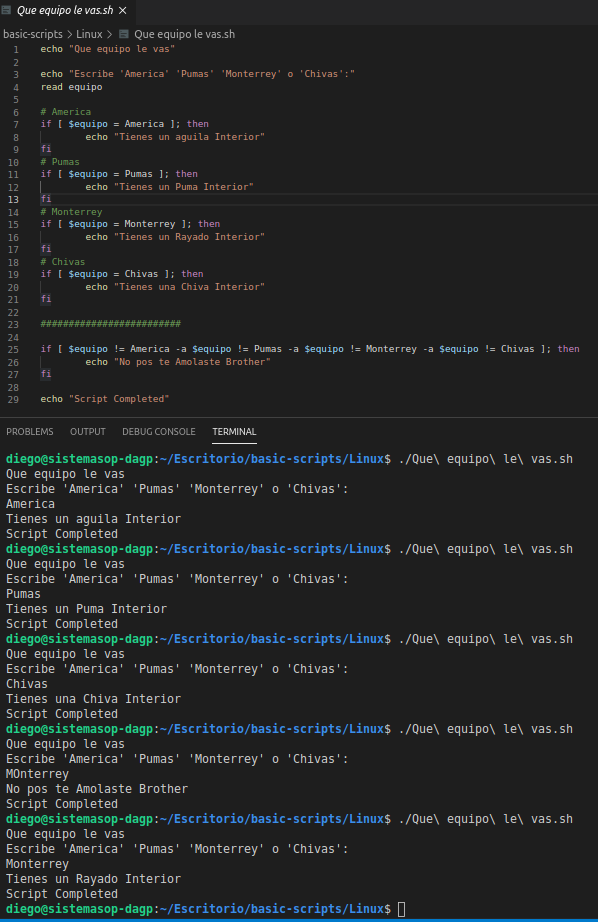 Que equipo le vas.sh
basic-scripts > Linux > Que equipo le vas.sh
1 echo "Que equipo le vas"
2
3 echo "Escribe 'America' 'Pumas' 'Monterrey' o 'Chivas':"
4 read equipo
5
6 # America
7 if [ $equipo = America ]; then
8 echo "Tienes un aguila Interior"
9 fi
10 # Pumas
11 if [ $equipo = Pumas ]; then
12 echo "Tienes un Puma Interior"
13 fi
14 # Monterrey
15 if [ $equipo = Monterrey ]; then
16 echo "Tienes un Rayado Interior"
17 fi
18 # Chivas
19 if [ $equipo = Chivas ]; then
20 echo "Tienes una Chiva Interior"
21 fi
22
23 #########################
24
25 if [ $equipo != America -a $equipo != Pumas -a $equipo != Monterrey -a $equipo != Chivas ]; then
26 echo "No pos te Amolaste Brother"
27 fi
28
29 echo "Script Completed"
PROBLEMS OUTPUT DEBUG CONSOLE TERMINAL
diego@sistemasop-dagp:~/Escritorio/basic-scripts/Linux$ ./Que\ equipo\ le\ vas.sh
Que equipo le vas
Escribe 'America' 'Pumas' 'Monterrey' o 'Chivas':
America
Tienes un aguila Interior
Script Completed
diego@sistemasop-dagp:~/Escritorio/basic-scripts/Linux$ ./Que\ equipo\ le\ vas.sh
Que equipo le vas
Escribe 'America' 'Pumas' 'Monterrey' o 'Chivas':
Pumas
Tienes un Puma Interior
Script Completed
diego@sistemasop-dagp:~/Escritorio/basic-scripts/Linux$ ./Que\ equipo\ le\ vas.sh
Que equipo le vas
Escribe 'America' 'Pumas' 'Monterrey' o 'Chivas':
Chivas
Tienes una Chiva Interior
Script Completed
diego@sistemasop-dagp:~/Escritorio/basic-scripts/Linux$ ./Que\ equipo\ le\ vas.sh
Que equipo le vas
Escribe 'America' 'Pumas' 'Monterrey' o 'Chivas':
MOnterrey
No pos te Amolaste Brother
Script Completed
diego@sistemasop-dagp:~/Escritorio/basic-scripts/Linux$ ./Que\ equipo\ le\ vas.sh
Que equipo le vas
Escribe 'America' 'Pumas' 'Monterrey' o 'Chivas':
Monterrey
Tienes un Rayado Interior
Script Completed
diego@sistemasop-dagp:~/Escritorio/basic-scripts/Linux$